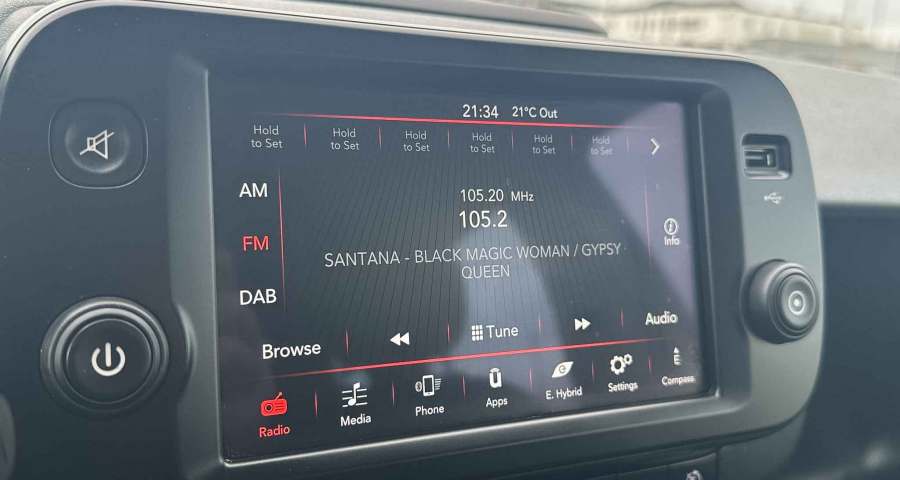 21:34 21°C Out
Hold to Set
Hold to Set
Hold to Set
Hold to Set
Hold to Set
Hold to Set
AM
105.20 MHz
105.2
FM
Info
SANTANA - BLACK MAGIC WOMAN / GYPSY
QUEEN
DAB
Browse
Tune
Audio
Radio
Media
Phone
Apps
E. Hybrid
Settings
E
Compass